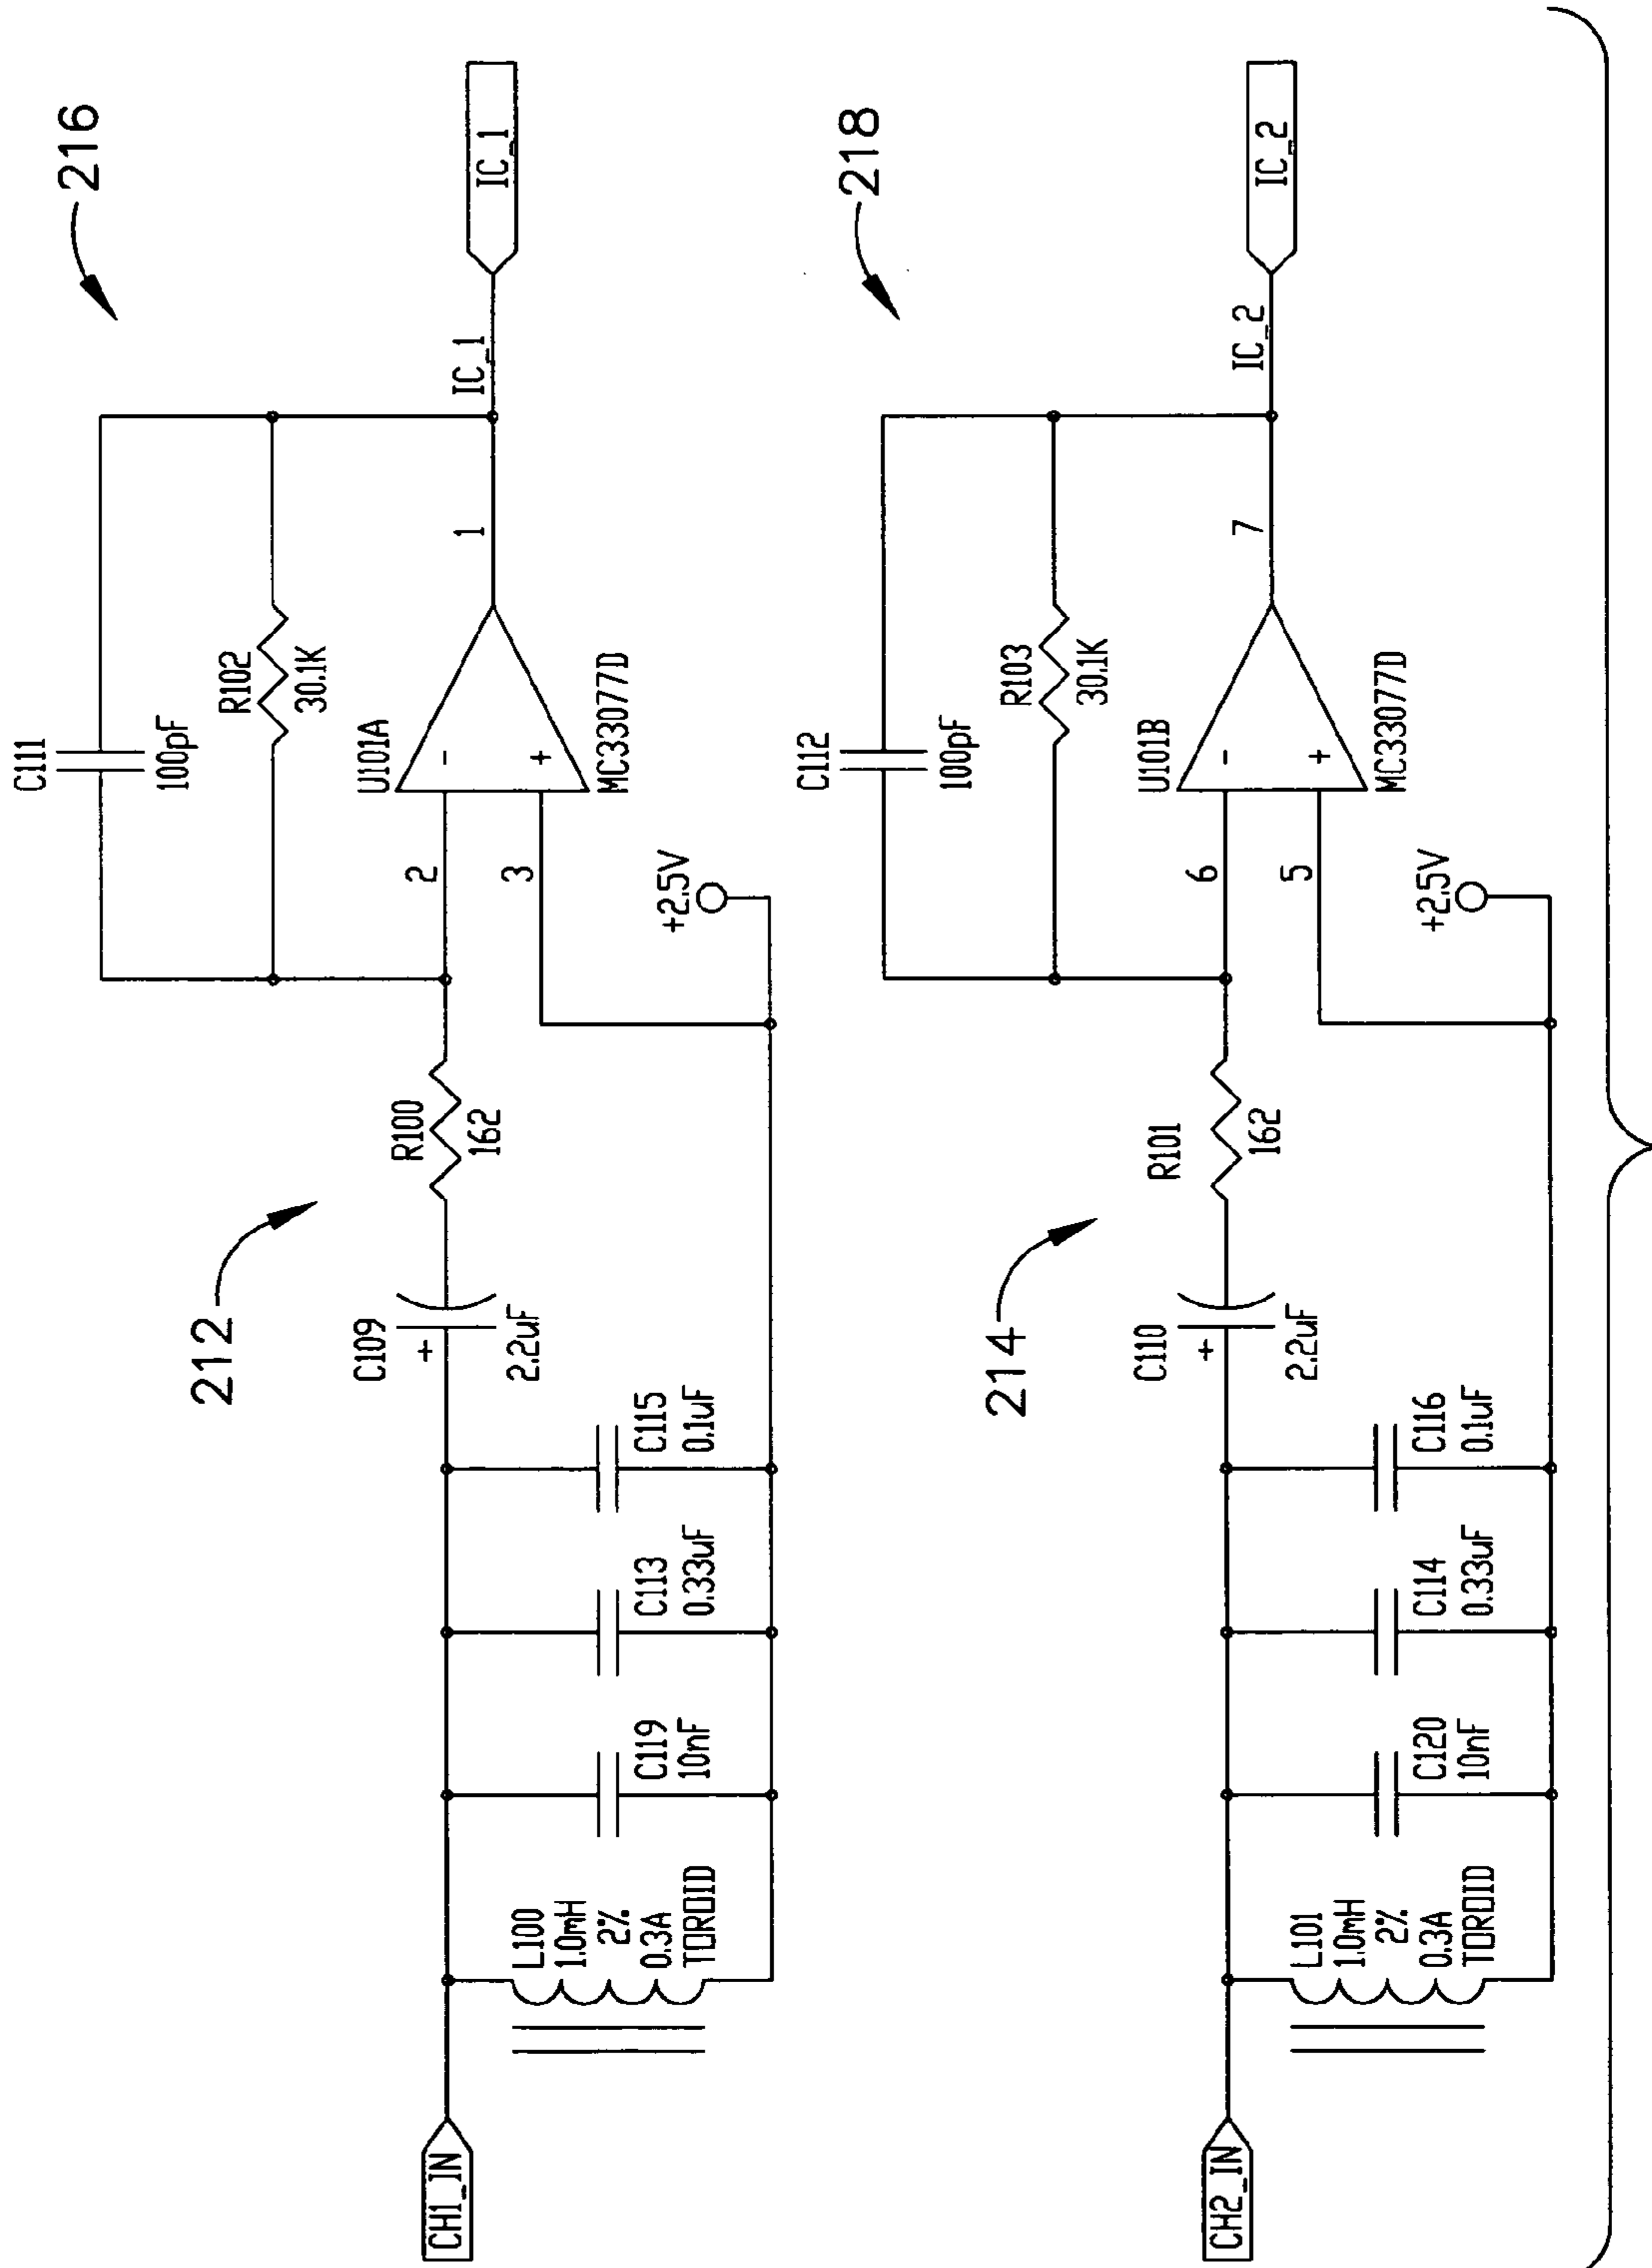 216
C111
100pF
R102
30.1K
U101A
2
-
3
+
1
MC33077D
IC_1
IC_1
+2.5V
212
R100
162
C109
+
2.2uF
C115
0.1uF
C113
0.33uF
C119
10nF
L100
1.0mH
2%
0.3A
TOROID
CH1_IN
218
C112
100pF
R103
30.1K
U101B
6
-
5
+
7
MC33077D
IC_2
IC_2
+2.5V
214
R101
162
C110
+
2.2uF
C116
0.1uF
C114
0.33uF
C120
10nF
L101
1.0mH
2%
0.3A
TOROID
CH2_IN